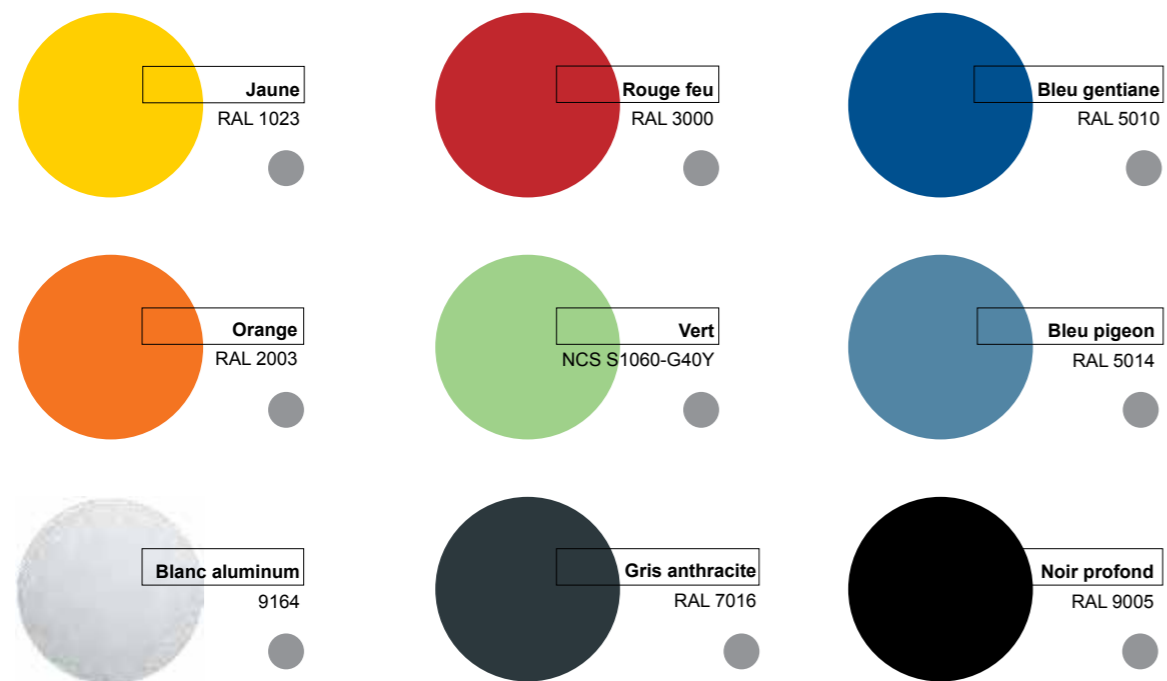 Jaune
RAL 1023
Rouge feu
RAL 3000
Bleu gentiane
RAL 5010
Orange
RAL 2003
Vert
NCS S1060-G40Y
Bleu pigeon
RAL 5014
Blanc aluminum
9164
Gris anthracite
RAL 7016
Noir profond
RAL 9005